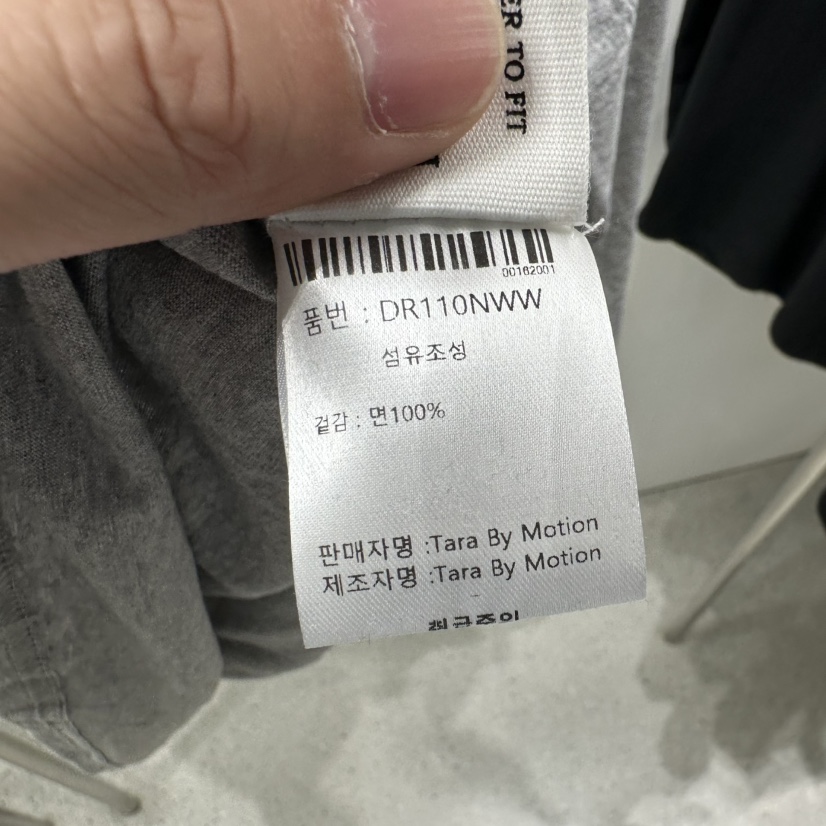 ER TO FIT
00162001
품번 : DR110NWW
섬유조성
겉감 : 면100%
판매자명 :Tara By Motion
제조자명 :Tara By Motion